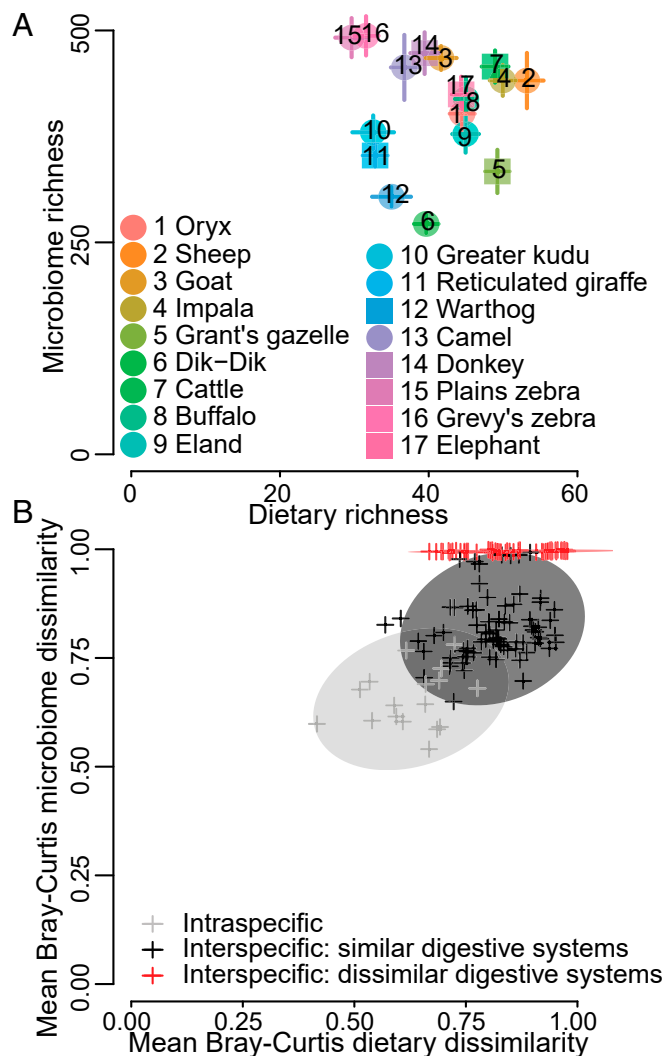 A
Microbiome richness
500
250
0
15
16
14
13
3
7
4
2
17
8
1
9
10
11
5
12
6
1 Oryx
2 Sheep
3 Goat
4 Impala
5 Grant's gazelle
6 Dik−Dik
7 Cattle
8 Buffalo
9 Eland
10 Greater kudu
11 Reticulated giraffe
12 Warthog
13 Camel
14 Donkey
15 Plains zebra
16 Grevy's zebra
17 Elephant
0 20 40 60
Dietary richness
B
Mean Bray-Curtis microbiome dissimilarity
1.00
0.75
0.50
0.25
0.00
Intraspecific
Interspecific: similar digestive systems
Interspecific: dissimilar digestive systems
0.00 0.50 0.75 1.00
Mean Bray-Curtis dietary dissimilarity